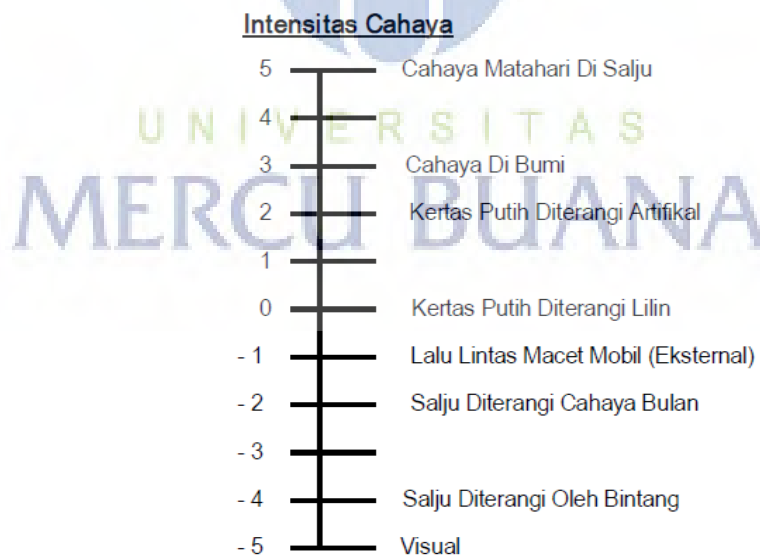 Intensitas Cahaya
5 Cahaya Matahari Di Salju
4
UNIVERSITAS
3 Cahaya Di Bumi
MERCU BUANA
2 Kertas Putih Diterangi Artifikal
1
0 Kertas Putih Diterangi Lilin
- 1 Lalu Lintas Macet Mobil (Eksternal)
- 2 Salju Diterangi Cahaya Bulan
- 3
- 4 Salju Diterangi Oleh Bintang
- 5 Visual